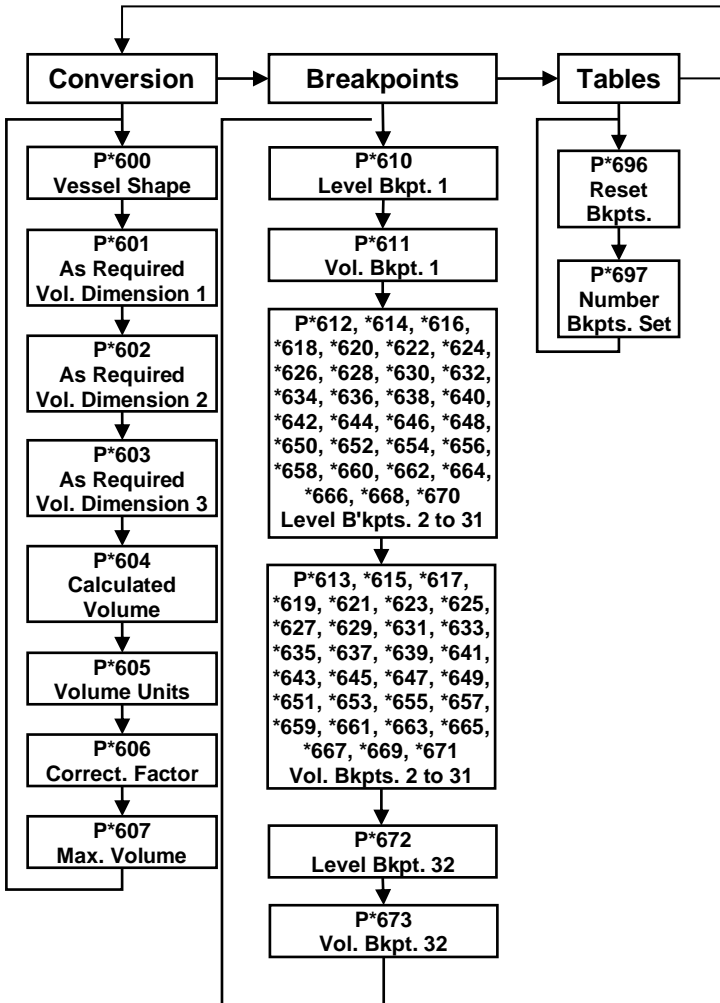 Conversion
Breakpoints
Tables
P*600
Vessel Shape
P*601
As Required
Vol. Dimension 1
P*602
As Required
Vol. Dimension 2
P*603
As Required
Vol. Dimension 3
P*604
Calculated
Volume
P*605
Volume Units
P*606
Correct. Factor
P*607
Max. Volume
P*610
Level Bkpt. 1
P*611
Vol. Bkpt. 1
P*612, *614, *616,
*618, *620, *622, *624,
*626, *628, *630, *632,
*634, *636, *638, *640,
*642, *644, *646, *648,
*650, *652, *654, *656,
*658, *660, *662, *664,
*666, *668, *670
Level B'kpts. 2 to 31
P*613, *615, *617,
*619, *621, *623, *625,
*627, *629, *631, *633,
*635, *637, *639, *641,
*643, *645, *647, *649,
*651, *653, *655, *657,
*659, *661, *663, *665,
*667, *669, *671
Vol. Bkpts. 2 to 31
P*672
Level Bkpt. 32
P*673
Vol. Bkpt. 32
P*696
Reset
Bkpts.
P*697
Number
Bkpts. Set